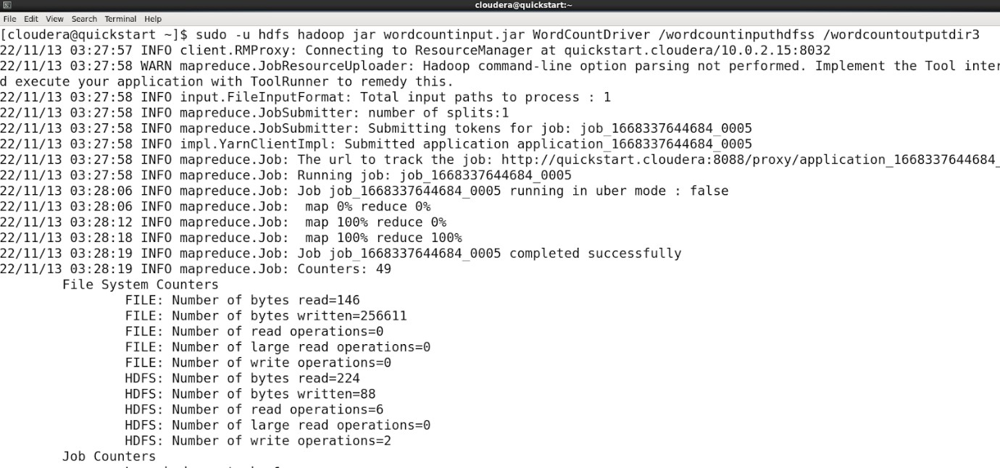 cloudera@quickstart:~
File Edit View Search Terminal Help
[cloudera@quickstart ~]$ sudo -u hdfs hadoop jar wordcountinput.jar WordCountDriver /wordcountinputhdfss /wordcountoutputdir3
22/11/13 03:27:57 INFO client.RMProxy: Connecting to ResourceManager at quickstart.cloudera/10.0.2.15:8032
22/11/13 03:27:58 WARN mapreduce.JobResourceUploader: Hadoop command-line option parsing not performed. Implement the Tool inter
d execute your application with ToolRunner to remedy this.
22/11/13 03:27:58 INFO input.FileInputFormat: Total input paths to process : 1
22/11/13 03:27:58 INFO mapreduce.JobSubmitter: number of splits:1
22/11/13 03:27:58 INFO mapreduce.JobSubmitter: Submitting tokens for job: job_1668337644684_0005
22/11/13 03:27:58 INFO impl.YarnClientImpl: Submitted application application_1668337644684_0005
22/11/13 03:27:58 INFO mapreduce.Job: The url to track the job: http://quickstart.cloudera:8088/proxy/application_1668337644684_
22/11/13 03:27:58 INFO mapreduce.Job: Running job: job_1668337644684_0005
22/11/13 03:28:06 INFO mapreduce.Job: Job job_1668337644684_0005 running in uber mode : false
22/11/13 03:28:06 INFO mapreduce.Job:  map 0% reduce 0%
22/11/13 03:28:12 INFO mapreduce.Job:  map 100% reduce 0%
22/11/13 03:28:18 INFO mapreduce.Job:  map 100% reduce 100%
22/11/13 03:28:19 INFO mapreduce.Job: Job job_1668337644684_0005 completed successfully
22/11/13 03:28:19 INFO mapreduce.Job: Counters: 49
File System Counters
FILE: Number of bytes read=146
FILE: Number of bytes written=256611
FILE: Number of read operations=0
FILE: Number of large read operations=0
FILE: Number of write operations=0
HDFS: Number of bytes read=224
HDFS: Number of bytes written=88
HDFS: Number of read operations=6
HDFS: Number of large read operations=0
HDFS: Number of write operations=2
Job Counters